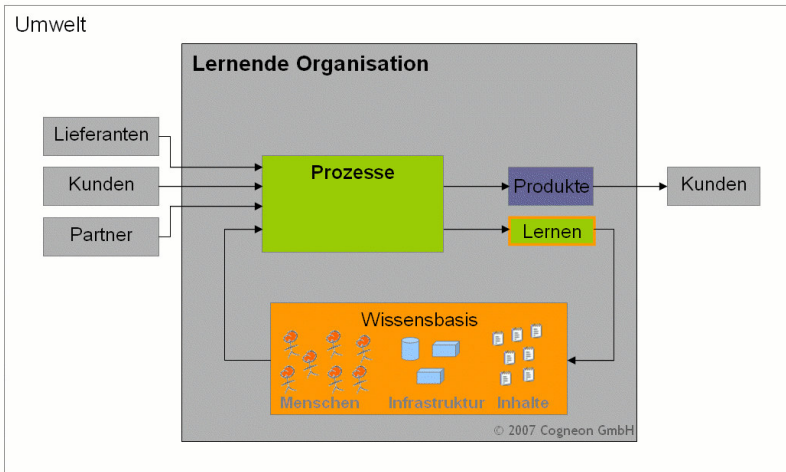 Umwelt
Lernende Organisation
Lieferanten
Kunden
Partner
Prozesse
Produkte
Kunden
Lernen
Wissensbasis
Menschen
Infrastruktur
Inhalte
© 2007 Cogneon GmbH